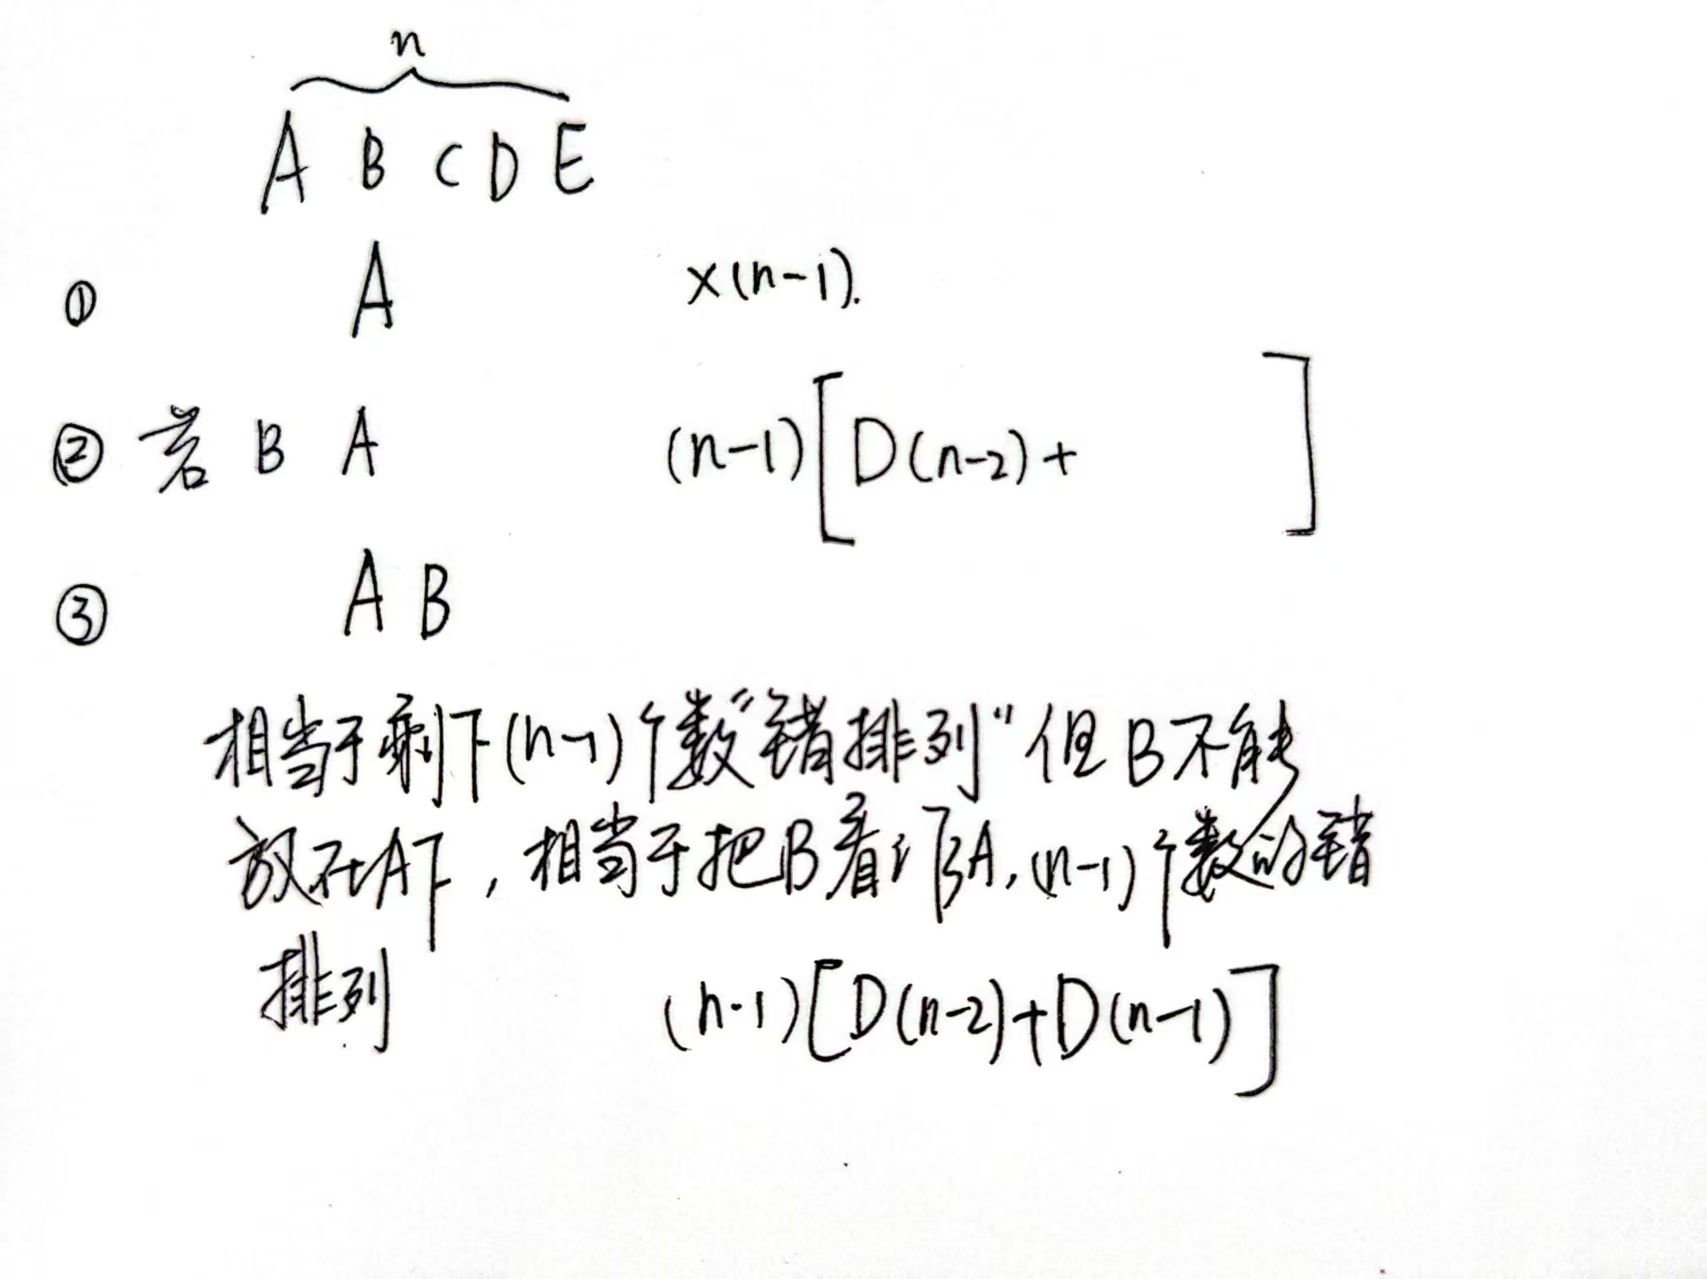 n
A B C D E
① A ×(n-1).
② 若 B A (n-1)[D(n-2)+ ]
③ A B
相当于剩下(n-1)个数"错排列"但B不能
放在A下,相当于把B看作A,(n-1)个数的错
排列
(n-1)[D(n-2)+D(n-1)]